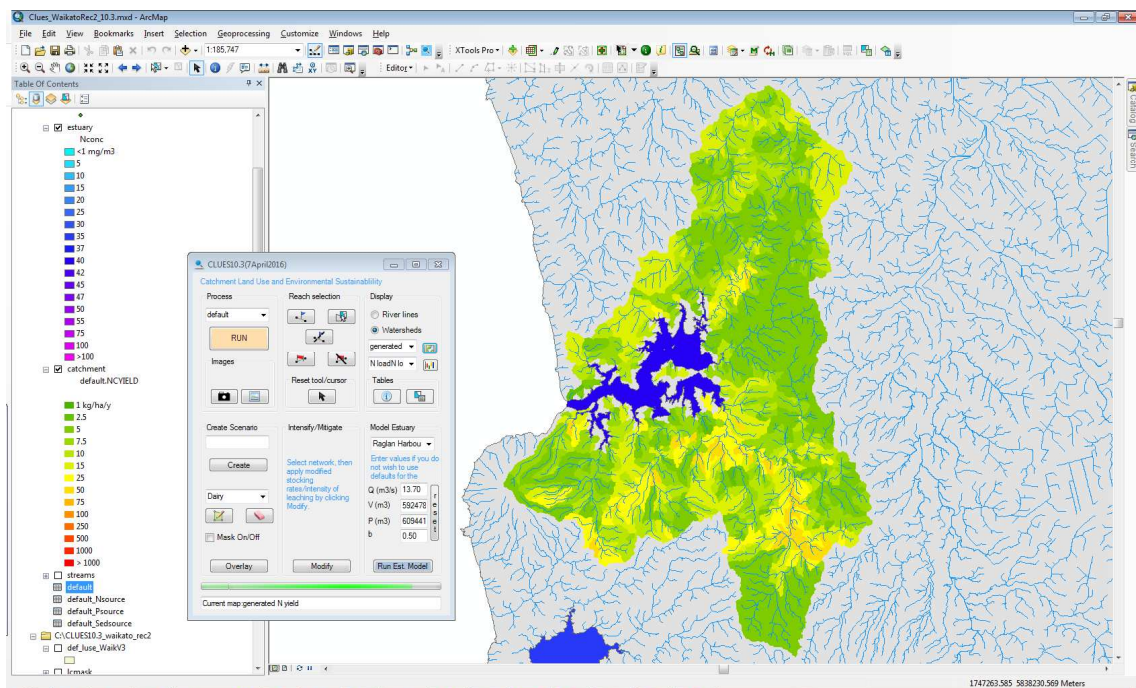 Clues_WaikatoRec2_10.3.mxd - ArcMap
File Edit View Bookmarks Insert Selection Geoprocessing Customize Windows Help
1:185,747
XTools Pro
Editor
Table Of Contents
estuary
Nconc
<1 mg/m3
5
10
15
20
25
30
35
37
40
42
45
47
50
55
75
100
>100
catchment
default.NCYIELD
1 kg/ha/y
2.5
5
7.5
10
15
25
50
75
100
250
500
1000
> 1000
streams
default
default_Nsource
default_Psource
default_Sedsource
C:\CLUES10.3_waikato_rec2
def_luse_WaikV3
lcmask
CLUES10.3(7April2016)
Catchment Land Use and Environmental Sustainablility
Process
default
RUN
Images
Reach selection
Reset tool/cursor
Display
River lines
Watersheds
generated
N loadN lo
Tables
Create Scenario
Create
Dairy
Mask On/Off
Overlay
Intensify/Mitigate
Select network, then
apply modified
stocking
rates/intensity of
leaching by clicking
Modify.
Modify
Model Estuary
Raglan Harbou
Enter values if you do
not wish to use
defaults for the
Q (m3/s) 13.70
V (m3) 592478
P (m3) 609441
b 0.50
reset
Run Est. Model
Current map:generated N yield
Catalog
Search
1747263.585 5838230.569 Meters